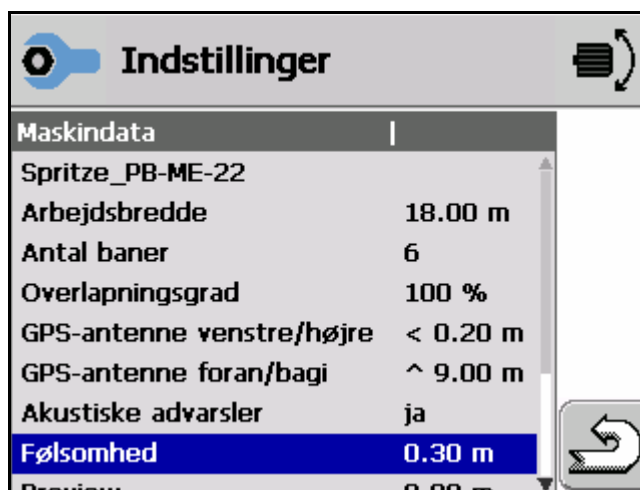 Indstillinger
Maskindata
Spritze_PB-ME-22
Arbejdsbredde 18.00 m
Antal baner 6
Overlapningsgrad 100 %
GPS-antenne venstre/højre < 0.20 m
GPS-antenne foran/bagi ^ 9.00 m
Akustiske advarsler ja
Følsomhed 0.30 m